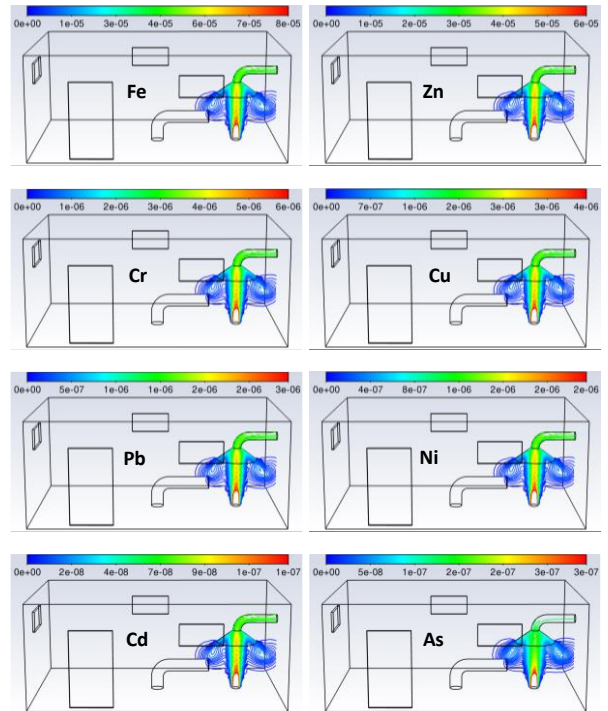 0e+00 1e-05 3e-05 4e-05 5e-05 7e-05 8e-05
Fe
0e+00 1e-05 2e-05 3e-05 4e-05 5e-05 6e-05
Zn
0e+00 1e-06 2e-06 3e-06 4e-06 5e-06 6e-06
Cr
0e+00 7e-07 1e-06 2e-06 3e-06 3e-06 4e-06
Cu
0e+00 5e-07 1e-06 1e-06 2e-06 2e-06 3e-06
Pb
0e+00 4e-07 8e-07 1e-06 2e-06 2e-06 2e-06
Ni
0e+00 2e-08 4e-08 7e-08 9e-08 1e-07 1e-07
Cd
0e+00 5e-08 1e-07 2e-07 2e-07 3e-07 3e-07
As